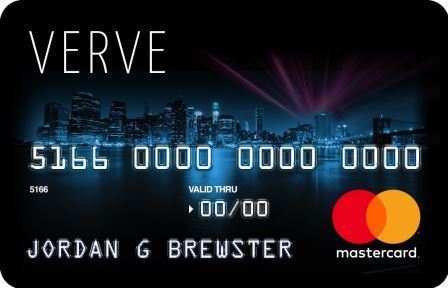 VERVE
5166 0000 0000 0000
5166
VALID THRU
00/00
JORDAN G BREWSTER
mastercard.